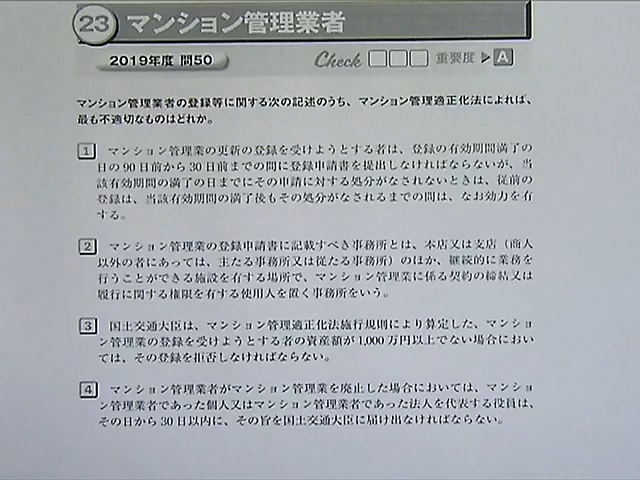 23 マンション管理業者
2019年度 問50 Check 重要度 ▶ A
マンション管理業者の登録等に関する次の記述のうち、マンション管理適正化法によれば、
最も不適切なものはどれか。
1 マンション管理業の更新の登録を受けようとする者は、登録の有効期間満了の
日の90日前から30日前までの間に登録申請書を提出しなければならないが、当
該有効期間の満了の日までにその申請に対する処分がなされないときは、従前の
登録は、当該有効期間の満了後もその処分がなされるまでの間は、なお効力を有
する。
2 マンション管理業の登録申請書に記載すべき事務所とは、本店又は支店（商人
以外の者にあっては、主たる事務所又は従たる事務所）のほか、継続的に業務を
行うことができる施設を有する場所で、マンション管理業に係る契約の締結又は
履行に関する権限を有する使用人を置く事務所をいう。
3 国土交通大臣は、マンション管理適正化法施行規則により算定した、マンショ
ン管理業の登録を受けようとする者の資産額が1,000万円以上でない場合におい
ては、その登録を拒否しなければならない。
4 マンション管理業者がマンション管理業を廃止した場合においては、マンショ
ン管理業者であった個人又はマンション管理業者であった法人を代表する役員は、
その日から30日以内に、その旨を国土交通大臣に届け出なければならない。